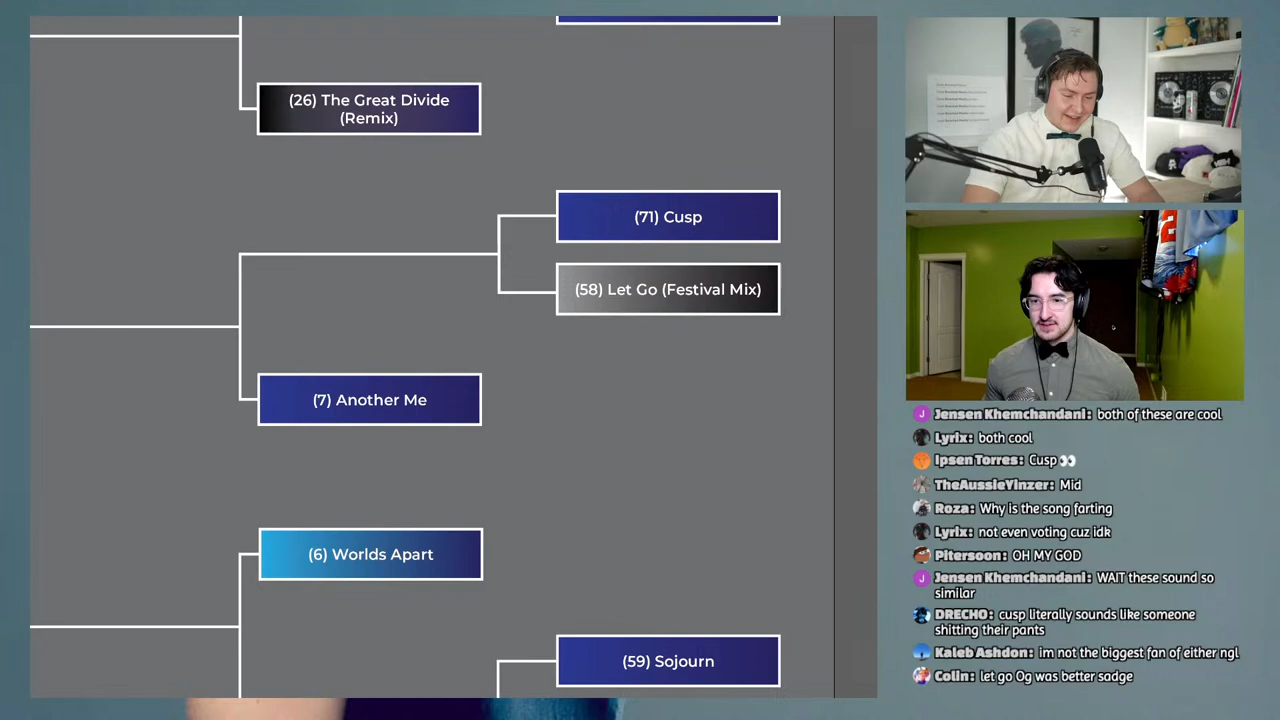 (26) The Great Divide
(Remix)
(71) Cusp
(58) Let Go (Festival Mix)
(7) Another Me
(6) Worlds Apart
(59) Sojourn
Jensen Khemchandani: both of these are cool
Lyrix: both cool
Ipsen Torres: Cusp 👀
TheAussieYinzer: Mid
Roza: Why is the song farting
Lyrix: not even voting cuz idk
Pitersoon: OH MY GOD
Jensen Khemchandani: WAIT these sound so
similar
DRECHO: cusp literally sounds like someone
shitting their pants
Kaleb Ashdon: im not the biggest fan of either ngl
Colin: let go Og was better sadge